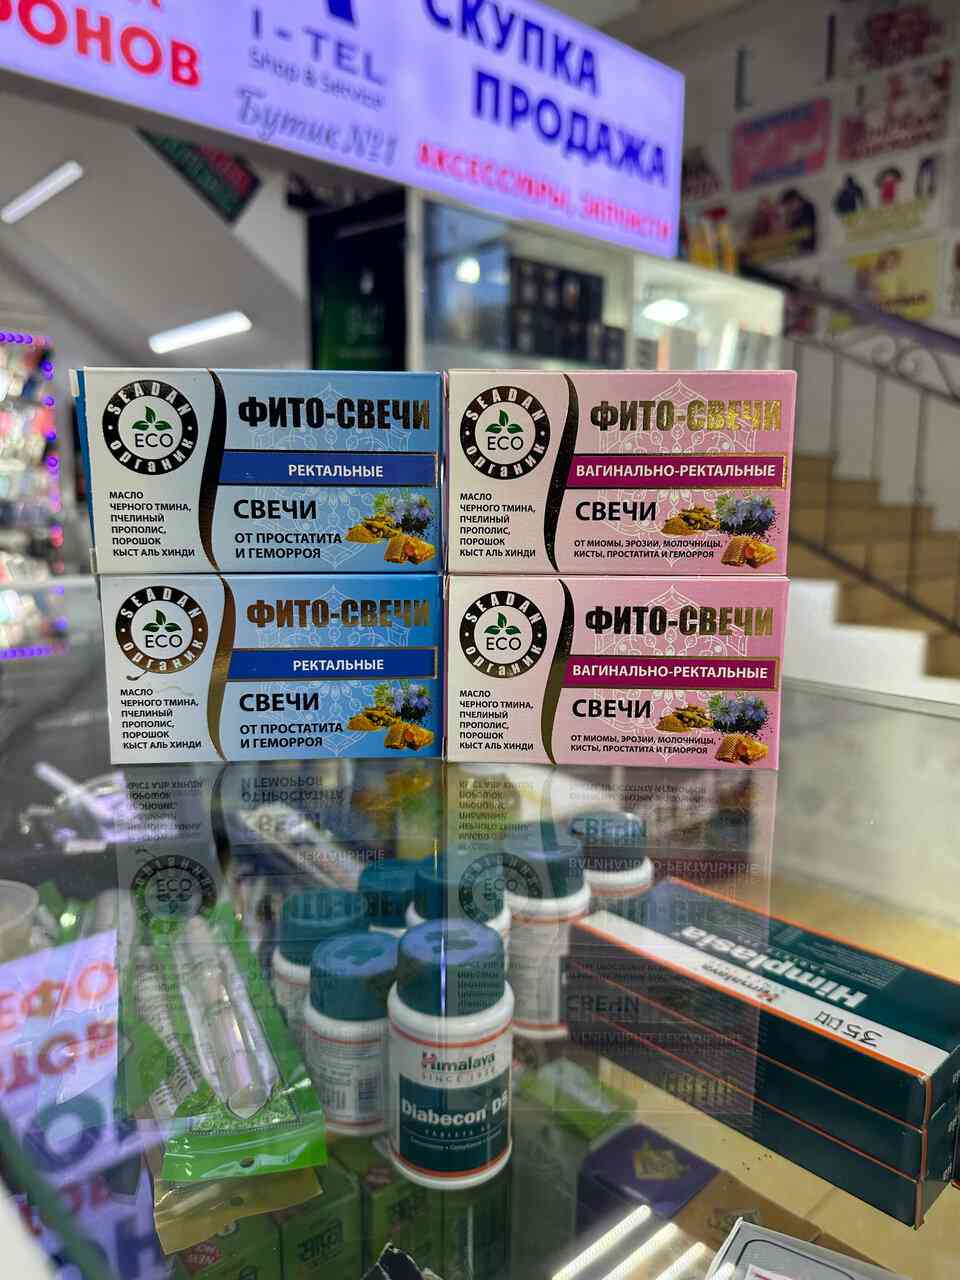 ФОНОВ
I-TEL
Shop & Service
Бутик №1
СКУПКА
ПРОДАЖА
АКСЕССУАРЫ, ЗАПЧАСТИ
SEADAN
ECO
органик
МАСЛО
ЧЕРНОГО ТМИНА,
ПЧЕЛИНЫЙ
ПРОПОЛИС,
ПОРОШОК
КЫСТ АЛЬ ХИНДИ
ФИТО-СВЕЧИ
РЕКТАЛЬНЫЕ
СВЕЧИ
ОТ ПРОСТАТИТА
И ГЕМОРРОЯ
SEADAN
ECO
органик
МАСЛО
ЧЕРНОГО ТМИНА,
ПЧЕЛИНЫЙ
ПРОПОЛИС,
ПОРОШОК
КЫСТ АЛЬ ХИНДИ
ФИТО-СВЕЧИ
ВАГИНАЛЬНО-РЕКТАЛЬНЫЕ
СВЕЧИ
ОТ МИОМЫ, ЭРОЗИИ, МОЛОЧНИЦЫ,
КИСТЫ, ПРОСТАТИТА И ГЕМОРРОЯ
SEADAN
ECO
органик
МАСЛО
ЧЕРНОГО ТМИНА,
ПЧЕЛИНЫЙ
ПРОПОЛИС,
ПОРОШОК
КЫСТ АЛЬ ХИНДИ
ФИТО-СВЕЧИ
РЕКТАЛЬНЫЕ
СВЕЧИ
ОТ ПРОСТАТИТА
И ГЕМОРРОЯ
SEADAN
ECO
органик
МАСЛО
ЧЕРНОГО ТМИНА,
ПЧЕЛИНЫЙ
ПРОПОЛИС,
ПОРОШОК
КЫСТ АЛЬ ХИНДИ
ФИТО-СВЕЧИ
ВАГИНАЛЬНО-РЕКТАЛЬНЫЕ
СВЕЧИ
ОТ МИОМЫ, ЭРОЗИИ, МОЛОЧНИЦЫ,
КИСТЫ, ПРОСТАТИТА И ГЕМОРРОЯ
Himalaya
SINCE 1930
Diabecon DS
TABLETS
Himalaya
Himplasia
3500